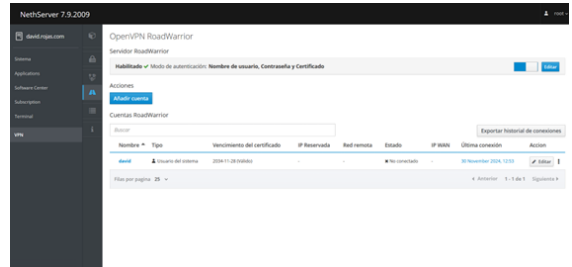 NethServer 7.9.2009
root
david.rojas.com
Sistema
Applications
Software Center
Subscription
Terminal
VPN
OpenVPN RoadWarrior
Servidor RoadWarrior
Habilitado ✔ Modo de autenticación: Nombre de usuario, Contraseña y Certificado
Editar
Acciones
Añadir cuenta
Cuentas RoadWarrior
Buscar
Exportar historial de conexiones
Nombre Tipo Vencimiento del certificado IP Reservada Red remota Estado IP WAN Última conexión Accion
david Usuario del sistema 2034-11-28 (Válido) - - No conectado - 30 November 2024, 12:53 Editar
Filas por pagina 25 Anterior 1 - 1 de 1 Siguiente